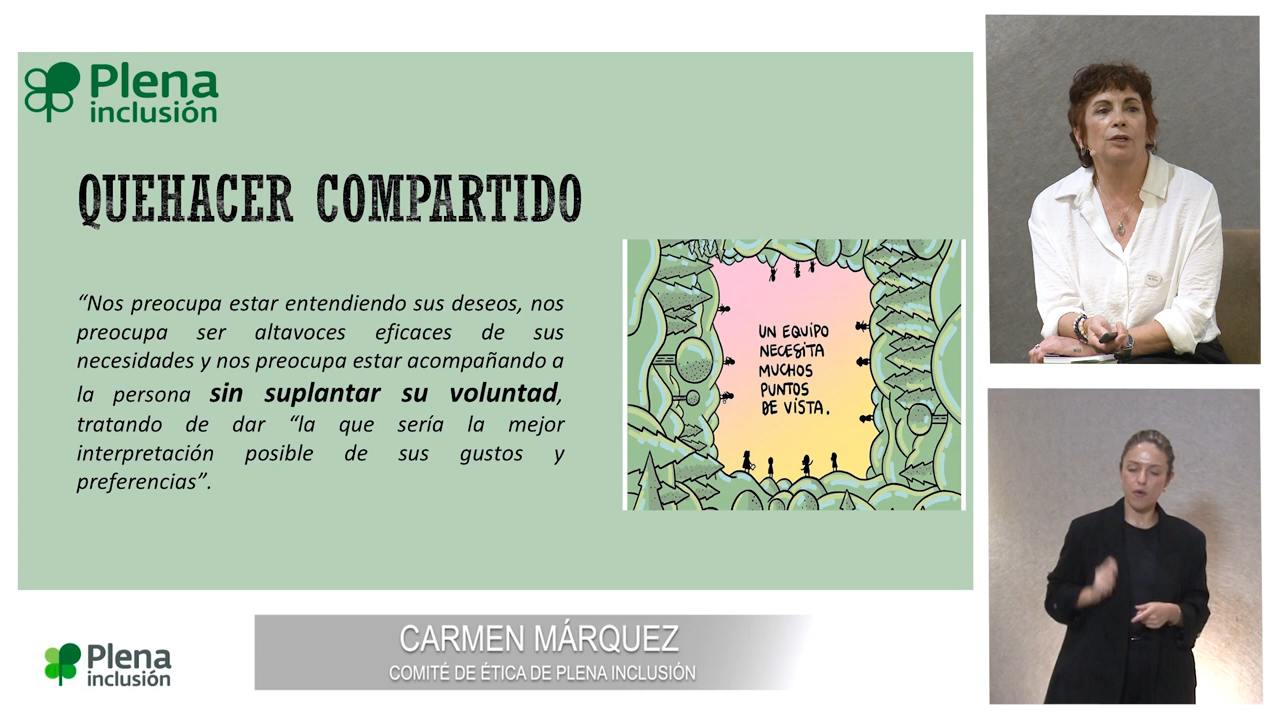 Plena
inclusión
QUEHACER COMPARTIDO
“Nos preocupa estar entendiendo sus deseos, nos
preocupa ser altavoces eficaces de sus
necesidades y nos preocupa estar acompañando a
la persona sin suplantar su voluntad,
tratando de dar “la que sería la mejor
interpretación posible de sus gustos y
preferencias”.
UN EQUIPO
NECESITA
MUCHOS
PUNTOS
DE VISTA.
Plena
inclusión
CARMEN MÁRQUEZ
COMITÉ DE ÉTICA DE PLENA INCLUSIÓN